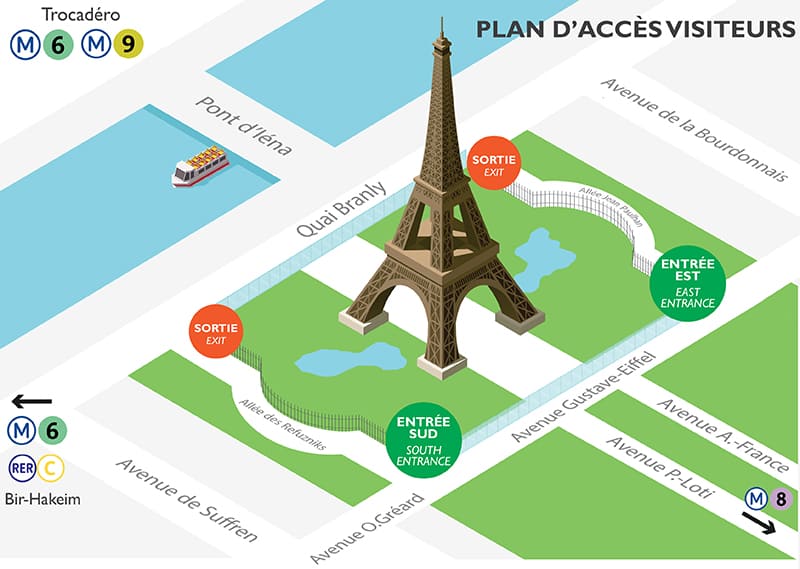 Trocadéro
M 6 M 9
PLAN D'ACCÈS VISITEURS
Pont d'Iéna
Avenue de la Bourdonnais
Quai Branly
SORTIE
EXIT
Allée Jean Paulhan
ENTRÉE
EST
EAST
ENTRANCE
SORTIE
EXIT
Allée des Refuzniks
ENTRÉE
SUD
SOUTH
ENTRANCE
Avenue Gustave-Eiffel
Avenue A.-France
Avenue P.-Loti
M 8
M 6
RER C
Bir-Hakeim
Avenue de Suffren
Avenue O.Gréard